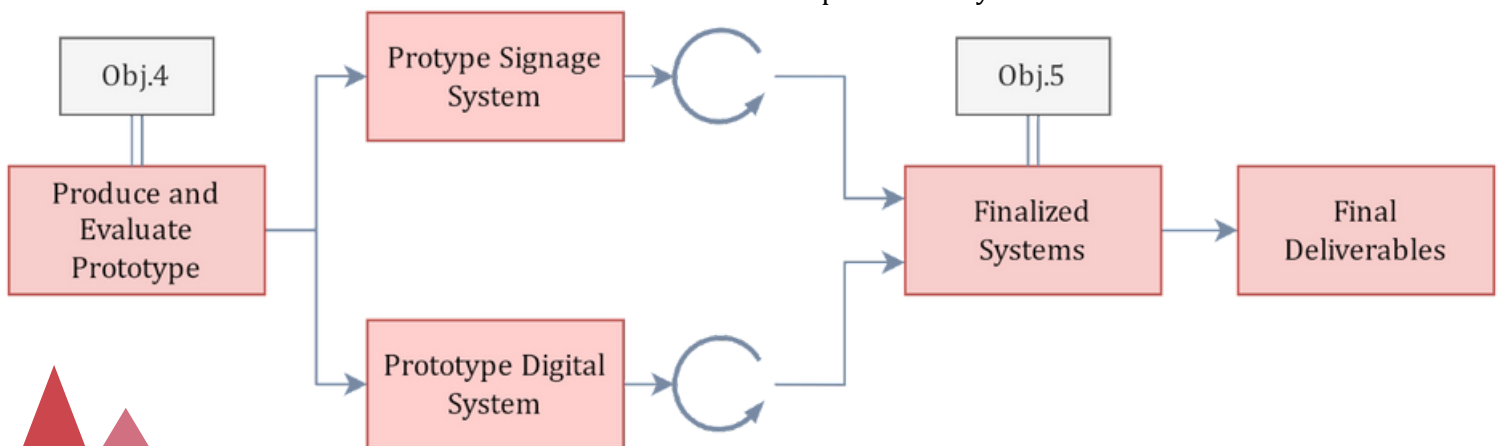 Obj.4
Produce and
Evaluate
Prototype
Protype Signage
System
Prototype Digital
System
Obj.5
Finalized
Systems
Final
Deliverables